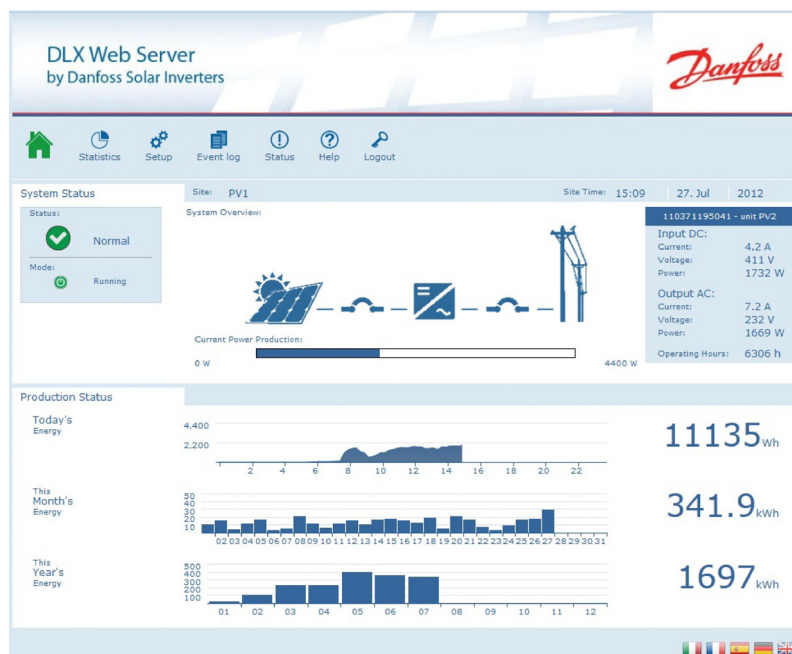 DLX Web Server
by Danfoss Solar Inverters
Danfoss
Statistics
Setup
Event log
Status
Help
Logout
System Status
Site: PV1
Site Time: 15:09 27. Jul 2012
Status:
Normal
Mode:
Running
System Overview:
Current Power Production:
0 W
4400 W
110371195041 - unit PV2
Input DC:
Current: 4.2 A
Voltage: 411 V
Power: 1732 W
Output AC:
Current: 7.2 A
Voltage: 232 V
Power: 1669 W
Operating Hours: 6306 h
Production Status
Today's
Energy
4.400
2.200
2 4 6 8 10 12 14 16 18 20 22
11135 Wh
This
Month's
Energy
50
40
30
20
10
02 03 04 05 06 07 08 09 10 11 12 13 14 15 16 17 18 19 20 21 22 23 24 25 26 27 28 29 30 31
341.9 kWh
This
Year's
Energy
500
400
300
200
100
01 02 03 04 05 06 07 08 09 10 11 12
1697 kWh